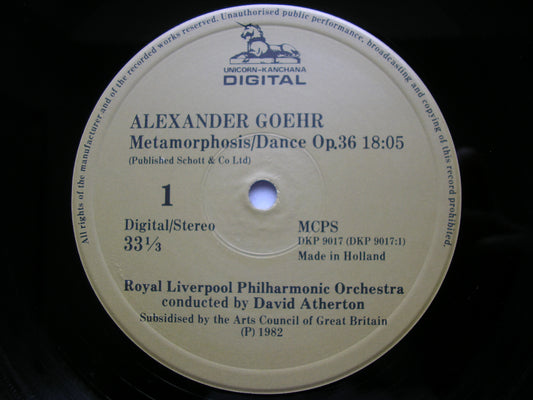 All rights of the manufacturer and of the owner of the recorded works reserved. Unauthorised public performance, broadcasting and copying of this record prohibited.
UNICORN-KANCHANA
DIGITAL
ALEXANDER GOEHR
Metamorphosis/Dance Op.36 18:05
(Published Schott & Co Ltd)
1
Digital/Stereo
33⅓
MCPS
DKP 9017 (DKP 9017:1)
Made in Holland
Royal Liverpool Philharmonic Orchestra
conducted by David Atherton
Subsidised by the Arts Council of Great Britain
(P) 1982